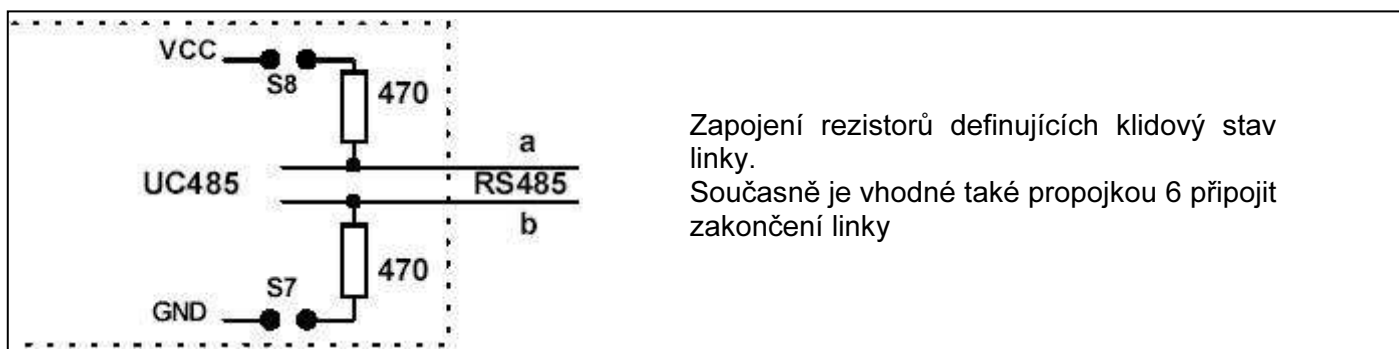 VCC
S8
470
a
UC485
RS485
b
470
S7
GND
Zapojení rezistorů definujících klidový stav
linky.
Současně je vhodné také propojkou 6 připojit
zakončení linky